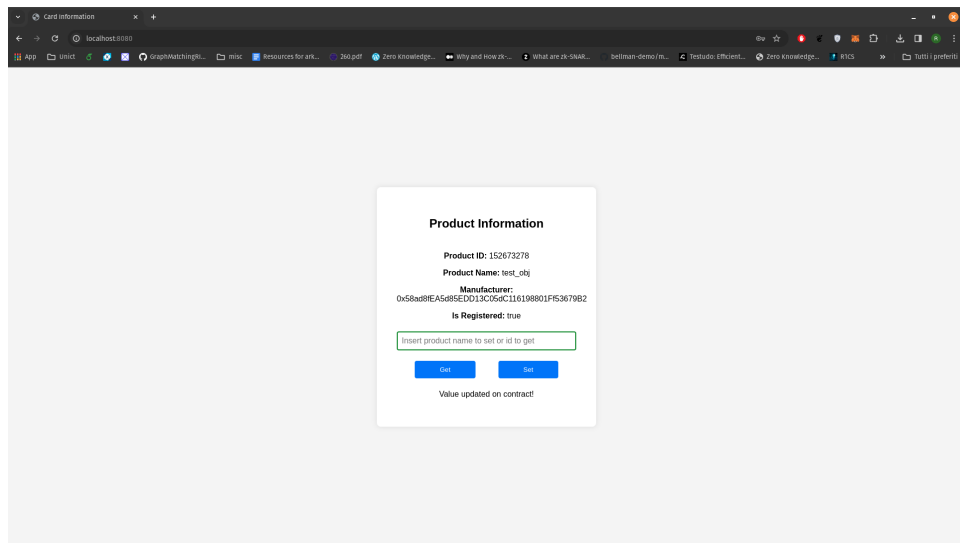 Card Information
localhost:8080
App
Unict
GraphMatchingRi...
misc
Resources for ark...
260.pdf
Zero Knowledge...
Why and How zk-...
What are zk-SNAR...
bellman-demo/m...
Testudo: Efficient...
Zero Knowledge...
R1CS
»
Tutti i preferiti
Product Information
Product ID: 152673278
Product Name: test_obj
Manufacturer:
0x58ad8fEA5d85EDD13C05dC116198801Ff53679B2
Is Registered: true
Insert product name to set or id to get
Get
Set
Value updated on contract!